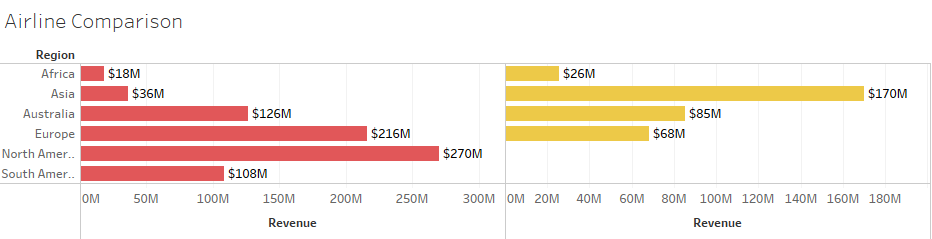 Airline Comparison
Region
Africa $18M $26M
Asia $36M $170M
Australia $126M $85M
Europe $216M $68M
North Amer.. $270M
South Amer.. $108M
0M 50M 100M 150M 200M 250M 300M 0M 20M 40M 60M 80M 100M 120M 140M 160M 180M
Revenue Revenue